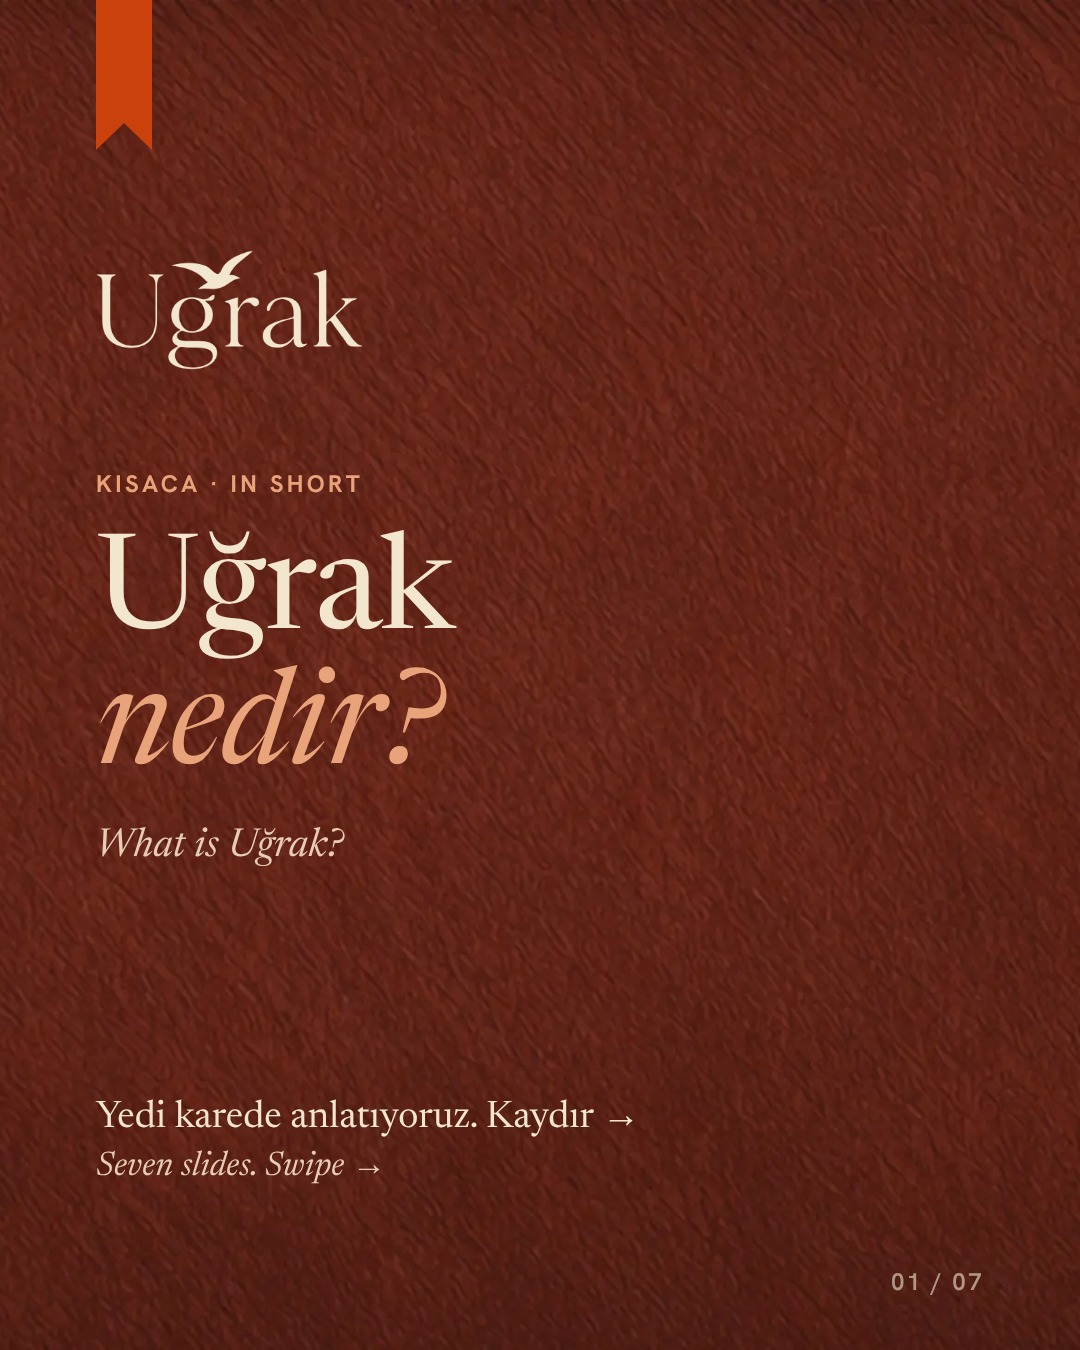 Uğrak
KISACA · IN SHORT
Uğrak
nedir?
What is Uğrak?
Yedi karede anlatıyoruz. Kaydır →
Seven slides. Swipe →
01 / 07